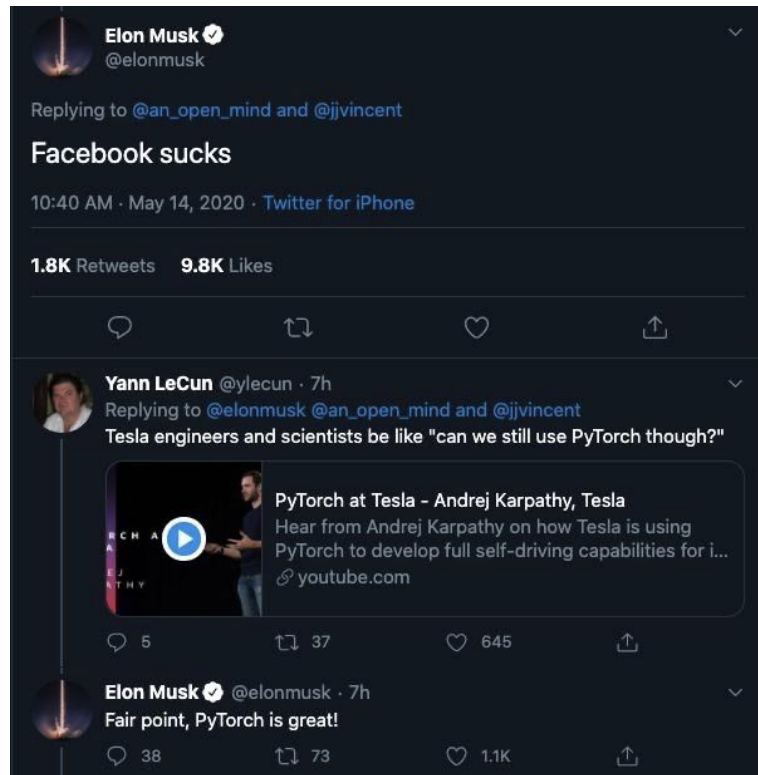 Elon Musk
@elonmusk
Replying to @an_open_mind and @jjvincent
Facebook sucks
10:40 AM · May 14, 2020 · Twitter for iPhone
1.8K Retweets 9.8K Likes
Yann LeCun @ylecun · 7h
Replying to @elonmusk @an_open_mind and @jjvincent
Tesla engineers and scientists be like "can we still use PyTorch though?"
RCH A
A
EJ
ATHY
PyTorch at Tesla - Andrej Karpathy, Tesla
Hear from Andrej Karpathy on how Tesla is using
PyTorch to develop full self-driving capabilities for i...
youtube.com
5 37 645
Elon Musk @elonmusk · 7h
Fair point, PyTorch is great!
38 73 1.1K